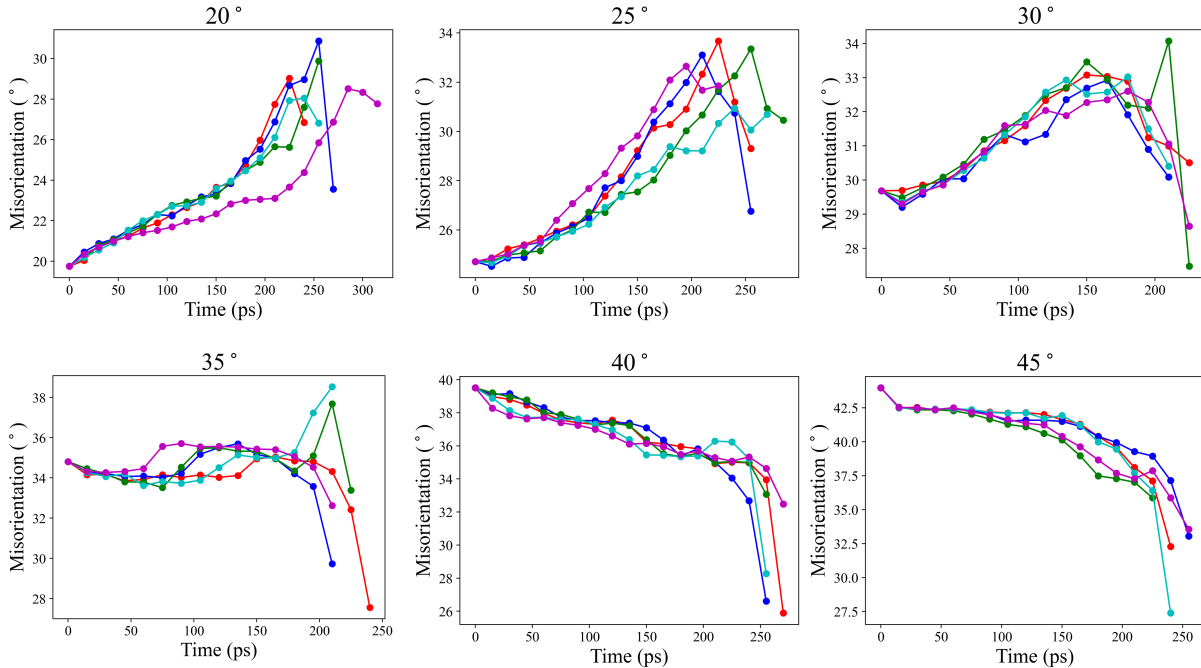 20°
Misorientation (°)
30
28
26
24
22
20
0 50 100 150 200 250 300
Time (ps)
25°
Misorientation (°)
34
32
30
28
26
0 50 100 150 200 250
Time (ps)
30°
Misorientation (°)
34
33
32
31
30
29
28
0 50 100 150 200
Time (ps)
35°
Misorientation (°)
38
36
34
32
30
28
0 50 100 150 200 250
Time (ps)
40°
Misorientation (°)
40
38
36
34
32
30
28
26
0 50 100 150 200 250
Time (ps)
45°
Misorientation (°)
42.5
40.0
37.5
35.0
32.5
30.0
27.5
0 50 100 150 200 250
Time (ps)